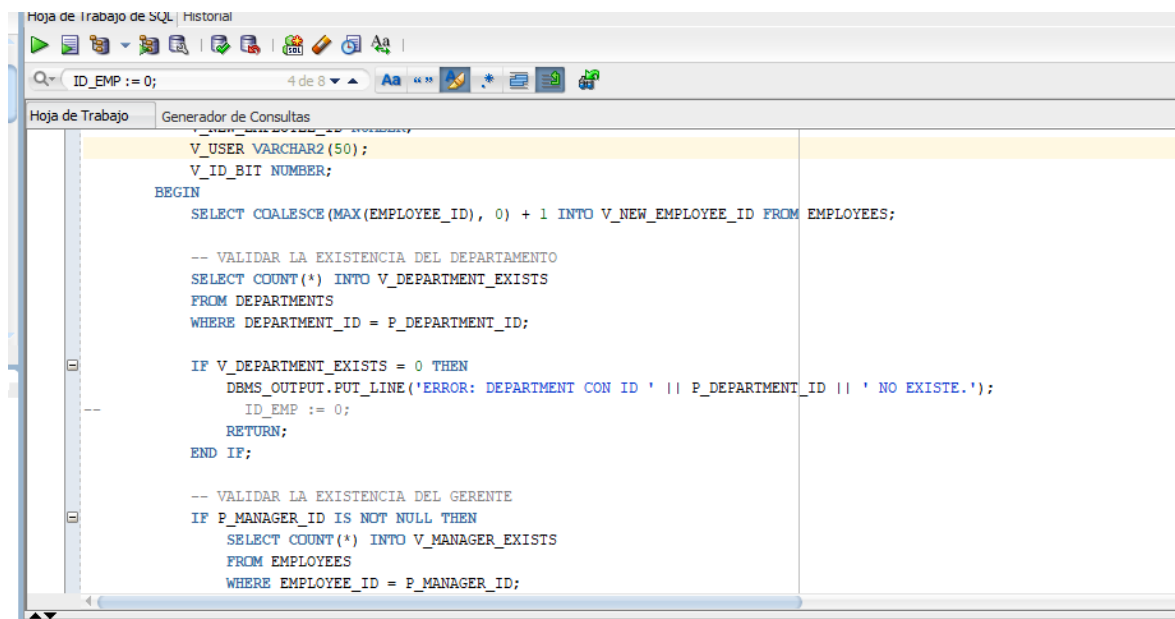 Hoja de Trabajo de SQL Historial
SQL Aa
ID_EMP := 0; 4 de 8 Aa “” .*
Hoja de Trabajo Generador de Consultas
V_NEW_EMPLOYEE_ID NUMBER;
V_USER VARCHAR2(50);
V_ID_BIT NUMBER;
BEGIN
SELECT COALESCE(MAX(EMPLOYEE_ID), 0) + 1 INTO V_NEW_EMPLOYEE_ID FROM EMPLOYEES;
-- VALIDAR LA EXISTENCIA DEL DEPARTAMENTO
SELECT COUNT(*) INTO V_DEPARTMENT_EXISTS
FROM DEPARTMENTS
WHERE DEPARTMENT_ID = P_DEPARTMENT_ID;
IF V_DEPARTMENT_EXISTS = 0 THEN
DBMS_OUTPUT.PUT_LINE('ERROR: DEPARTMENT CON ID ' || P_DEPARTMENT_ID || ' NO EXISTE.');
-- ID_EMP := 0;
RETURN;
END IF;
-- VALIDAR LA EXISTENCIA DEL GERENTE
IF P_MANAGER_ID IS NOT NULL THEN
SELECT COUNT(*) INTO V_MANAGER_EXISTS
FROM EMPLOYEES
WHERE EMPLOYEE_ID = P_MANAGER_ID;